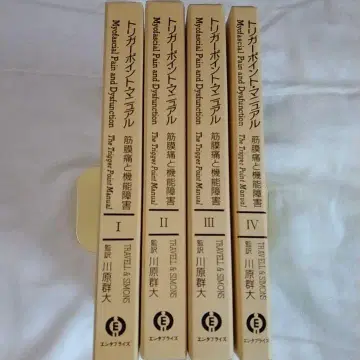 トリガーポイント・マニュアル
Myofascial Pain and Dysfunction
筋膜痛と機能障害
The Trigger Point Manual
I
TRAVELL & SIMONS
監訳 川原群大
E
エンタプライズ
トリガーポイント・マニュアル
Myofascial Pain and Dysfunction
筋膜痛と機能障害
The Trigger Point Manual
II
TRAVELL & SIMONS
監訳 川原群大
E
エンタプライズ
トリガーポイント・マニュアル
Myofascial Pain and Dysfunction
筋膜痛と機能障害
The Trigger Point Manual
III
TRAVELL & SIMONS
監訳 川原群大
E
エンタプライズ
トリガーポイント・マニュアル
Myofascial Pain and Dysfunction
筋膜痛と機能障害
The Trigger Point Manual
IV
TRAVELL & SIMONS
監訳 川原群大
E
エンタプライズ